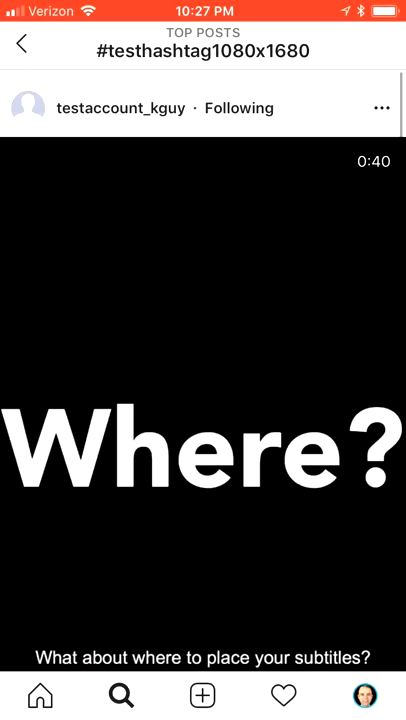 Verizon 10:27 PM
TOP POSTS
#testhashtag1080x1680
testaccount_kguy · Following
0:40
Where?
What about where to place your subtitles?